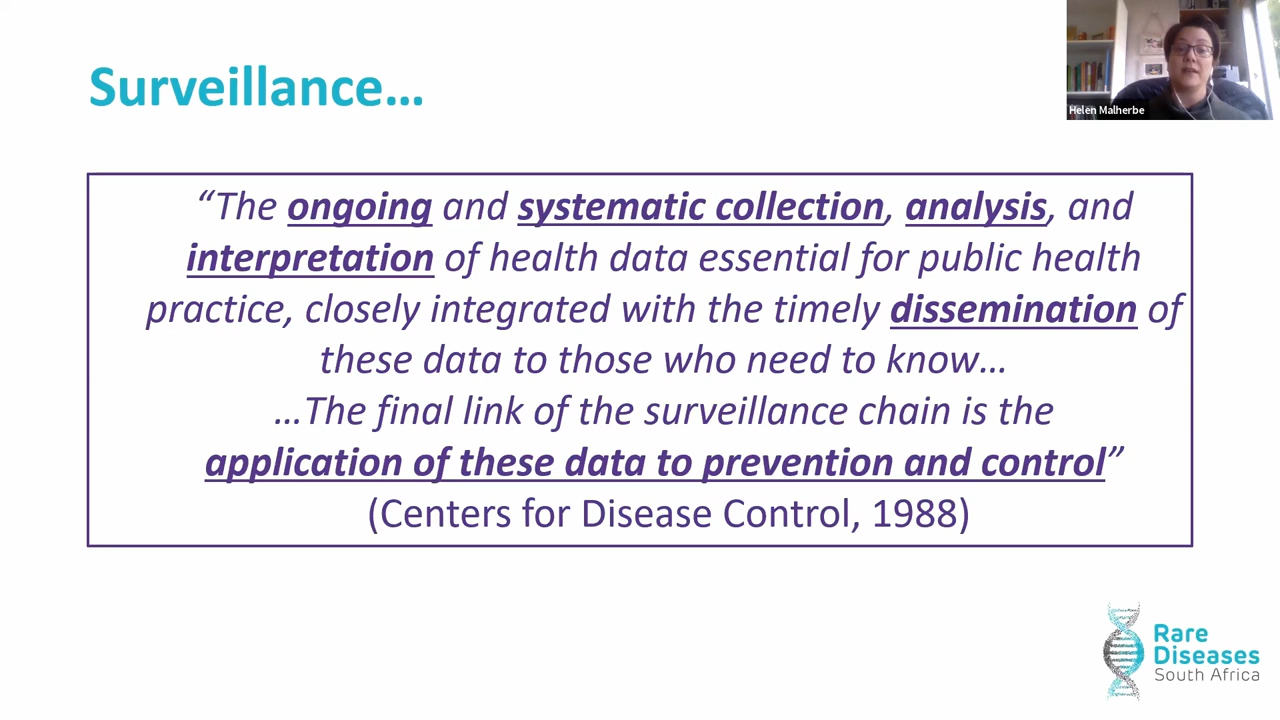 Surveillance…
Helen Malherbe
“The ongoing and systematic collection, analysis, and
interpretation of health data essential for public health
practice, closely integrated with the timely dissemination of
these data to those who need to know…
…The final link of the surveillance chain is the
application of these data to prevention and control”
(Centers for Disease Control, 1988)
Rare
Diseases
South Africa